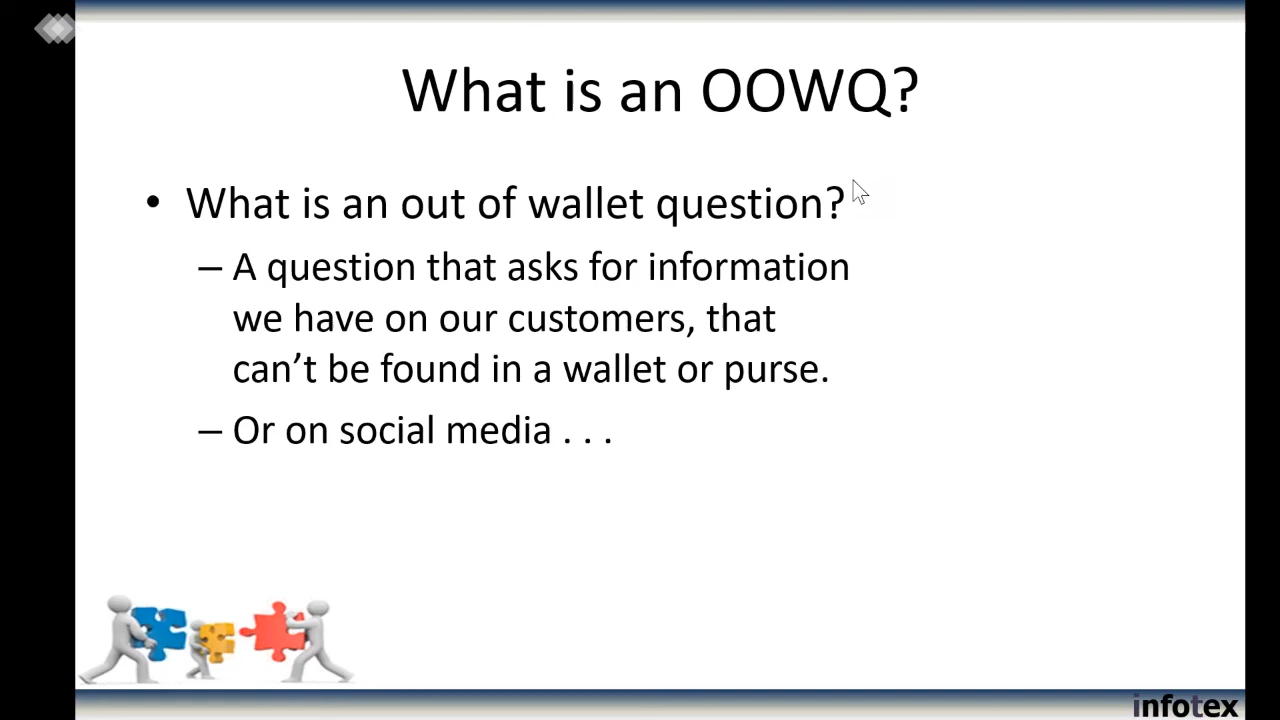 What is an OOWQ?
• What is an out of wallet question?
– A question that asks for information
we have on our customers, that
can’t be found in a wallet or purse.
– Or on social media . . .
infotex